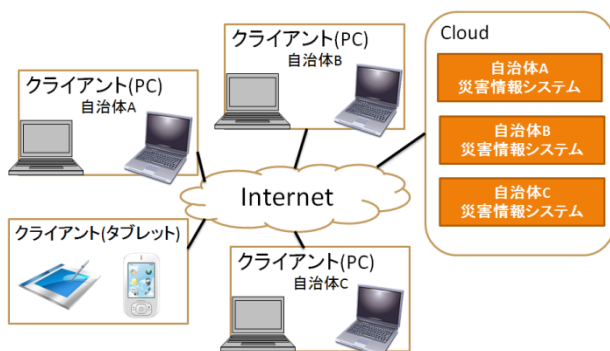 クライアント(PC)
自治体A
クライアント(PC)
自治体B
Cloud
自治体A
災害情報システム
自治体B
災害情報システム
自治体C
災害情報システム
Internet
クライアント(タブレット)
クライアント(PC)
自治体C